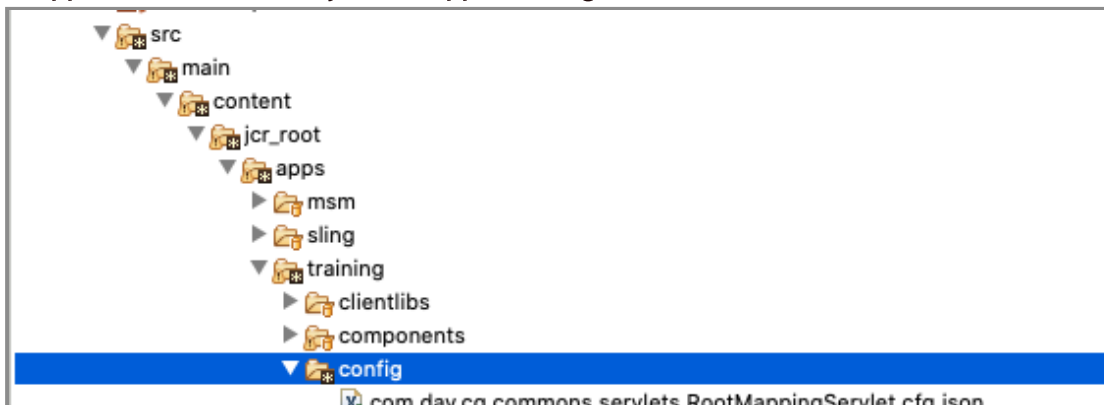 src
main
content
jcr_root
apps
msm
sling
training
clientlibs
components
config
com.day.cq.commons.servlets.RootMappingServlet.cfg.json